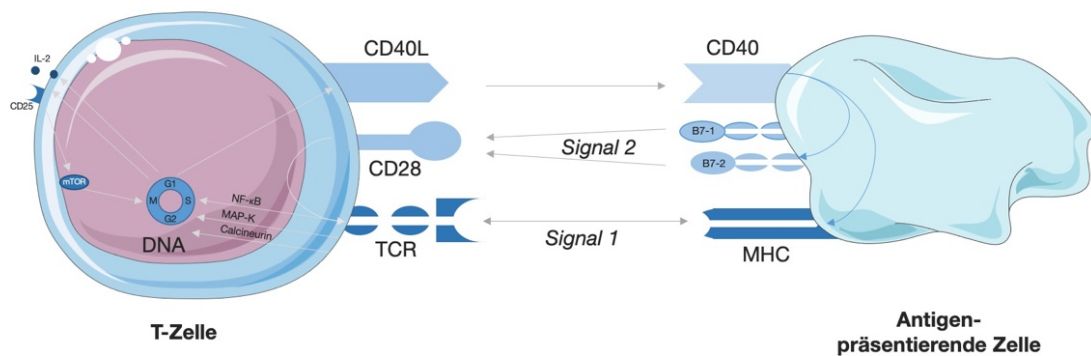 CD40L
CD40
IL-2
CD25
B7-1
Signal 2
B7-2
CD28
mTOR
G1
M S
G2
NF-κB
MAP-K
Calcineurin
DNA
TCR
Signal 1
MHC
T-Zelle
Antigen-
präsentierende Zelle